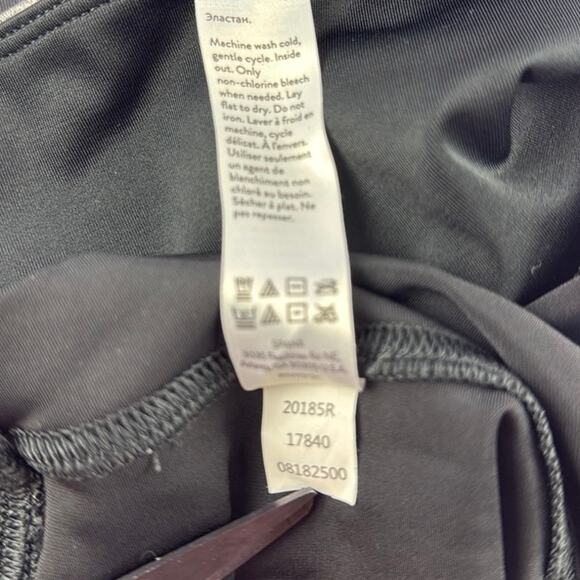 Эластан.
Machine wash cold,
gentle cycle. Inside
out. Only
non-chlorine bleach
when needed. Lay
flat to dry. Do not
iron. Laver à froid en
machine, cycle
délicat. À l'envers.
Utiliser seulement
un agent de
blanchiment non
chloré au besoin.
Sécher à plat. Ne
pas repasser.
20185R
17840
08182500